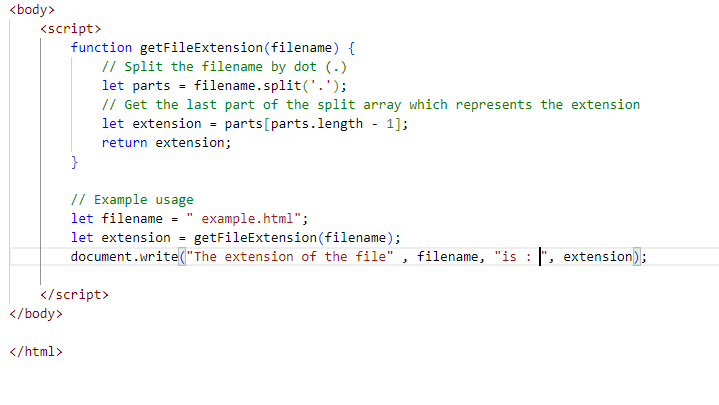 <body>
    <script>
        function getFileExtension(filename) {
            // Split the filename by dot (.)
            let parts = filename.split('.');
            // Get the last part of the split array which represents the extension
            let extension = parts[parts.length - 1];
            return extension;
        }

        // Example usage
        let filename = " example.html";
        let extension = getFileExtension(filename);
        document.write("The extension of the file" , filename, "is : ", extension);

    </script>
</body>

</html>